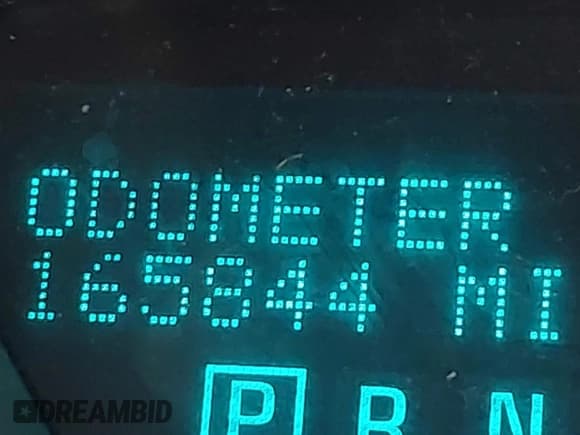 ODOMETER
165844 MI
P R N
DREAMBID